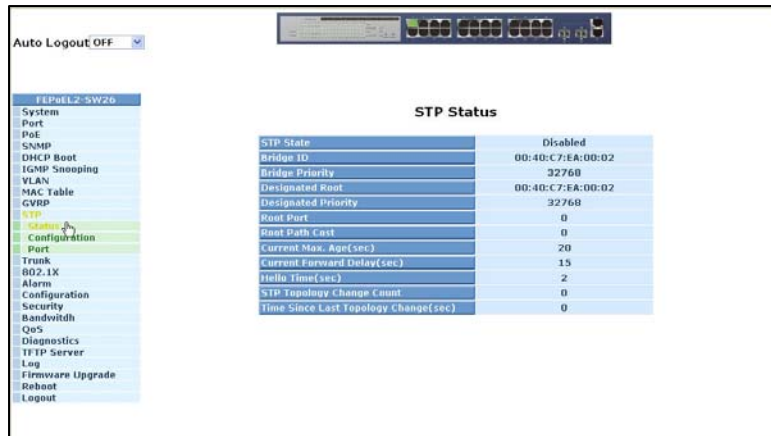 Auto Logout OFF
FEPoEL2-SW26
System
Port
PoE
SNMP
DHCP Boot
IGMP Snooping
VLAN
MAC Table
GVRP
STP
Status
Configuration
Port
Trunk
802.1X
Alarm
Configuration
Security
Bandwitdh
QoS
Diagnostics
TFTP Server
Log
Firmware Upgrade
Reboot
Logout
STP Status
STP State Disabled
Bridge ID 00:40:C7:EA:00:02
Bridge Priority 32768
Designated Root 00:40:C7:EA:00:02
Designated Priority 32768
Root Port 0
Root Path Cost 0
Current Max. Age(sec) 20
Current Forward Delay(sec) 15
Hello Time(sec) 2
STP Topology Change Count 0
Time Since Last Topology Change(sec) 0